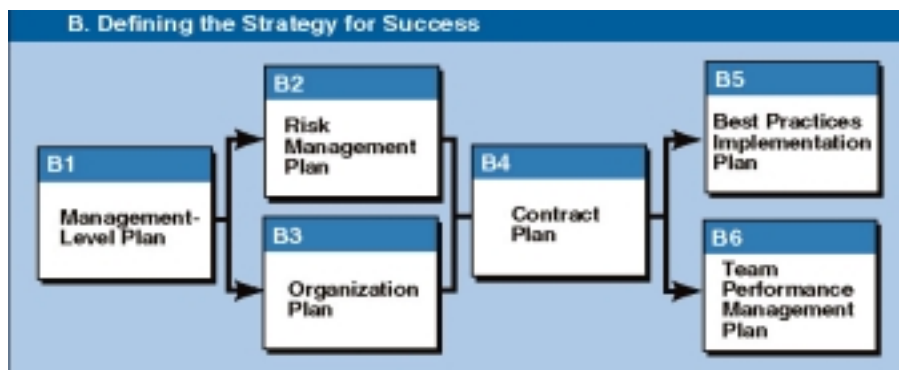 B. Defining the Strategy for Success
B1
Management-
Level Plan
B2
Risk
Management
Plan
B3
Organization
Plan
B4
Contract
Plan
B5
Best Practices
Implementation
Plan
B6
Team
Performance
Management
Plan